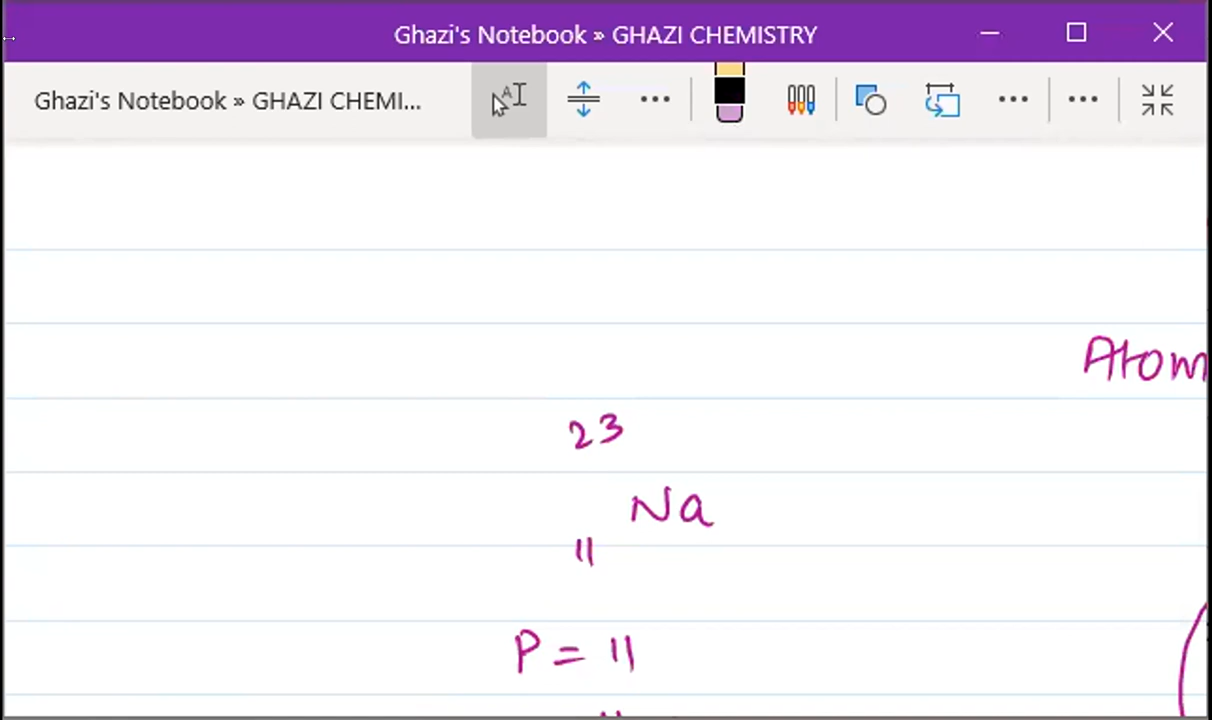 Ghazi's Notebook » GHAZI CHEMISTRY
Ghazi's Notebook » GHAZI CHEMI...
Atom
23
Na
11
P = 11